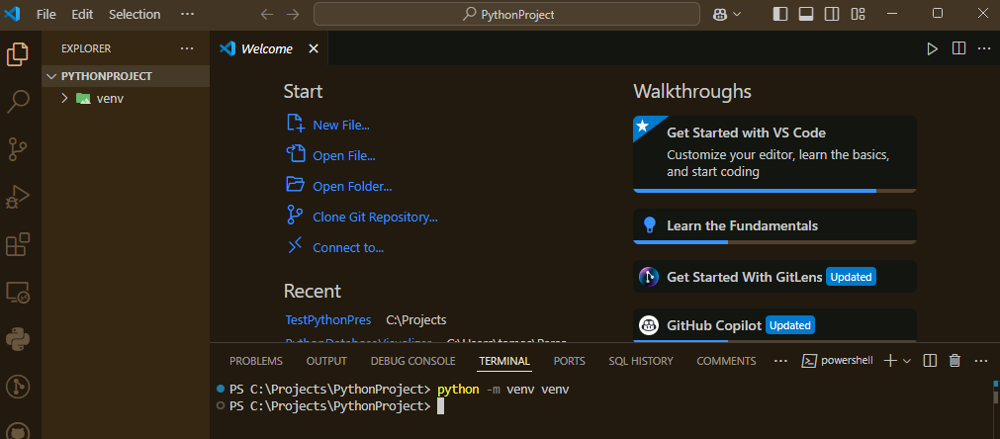 File Edit Selection ··· PythonProject
EXPLORER ···
PYTHONPROJECT
venv
Welcome
Start
New File...
Open File...
Open Folder...
Clone Git Repository...
Connect to...
Recent
TestPythonPres C:\Projects
Walkthroughs
Get Started with VS Code
Customize your editor, learn the basics,
and start coding
Learn the Fundamentals
Get Started With GitLens Updated
GitHub Copilot Updated
PROBLEMS OUTPUT DEBUG CONSOLE TERMINAL PORTS SQL HISTORY COMMENTS ··· powershell
PS C:\Projects\PythonProject> python -m venv venv
PS C:\Projects\PythonProject>